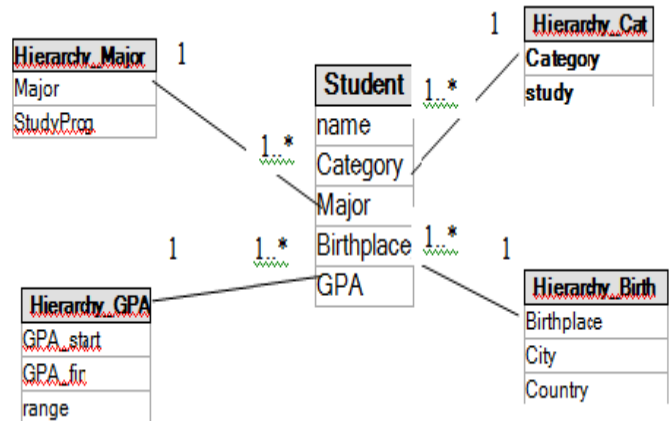 Hierarchy_Major
Major
StudyProg
1
1..*
Student
name
Category
Major
Birthplace
GPA
1..*
1
Hierarchy_Cat
Category
study
1
1..*
Hierarchy_GPA
GPA_start
GPA_fin
range
1..*
1
Hierarchy_Birth
Birthplace
City
Country